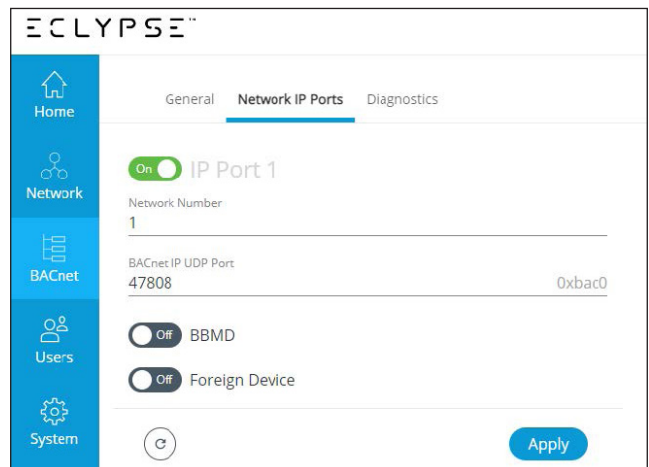 ECLYPSE™
Home
Network
BACnet
Users
System
General Network IP Ports Diagnostics
On IP Port 1
Network Number
1
BACnet IP UDP Port
47808 0xbac0
Off BBMD
Off Foreign Device
Apply